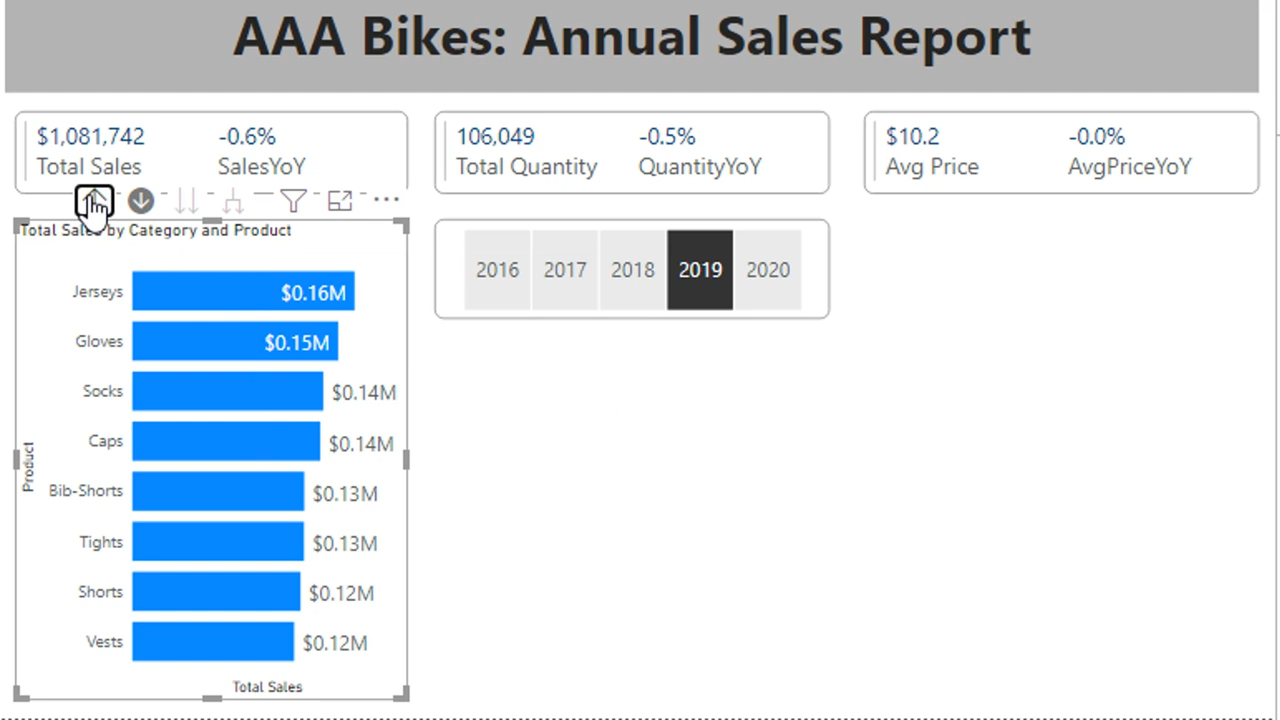 AAA Bikes: Annual Sales Report
$1,081,742 -0.6%
Total Sales SalesYoY
106,049 -0.5%
Total Quantity QuantityYoY
$10.2 -0.0%
Avg Price AvgPriceYoY
Total Sales by Category and Product
2016 2017 2018 2019 2020
Jerseys $0.16M
Gloves $0.15M
Socks $0.14M
Caps $0.14M
Bib-Shorts $0.13M
Tights $0.13M
Shorts $0.12M
Vests $0.12M
Product
Total Sales